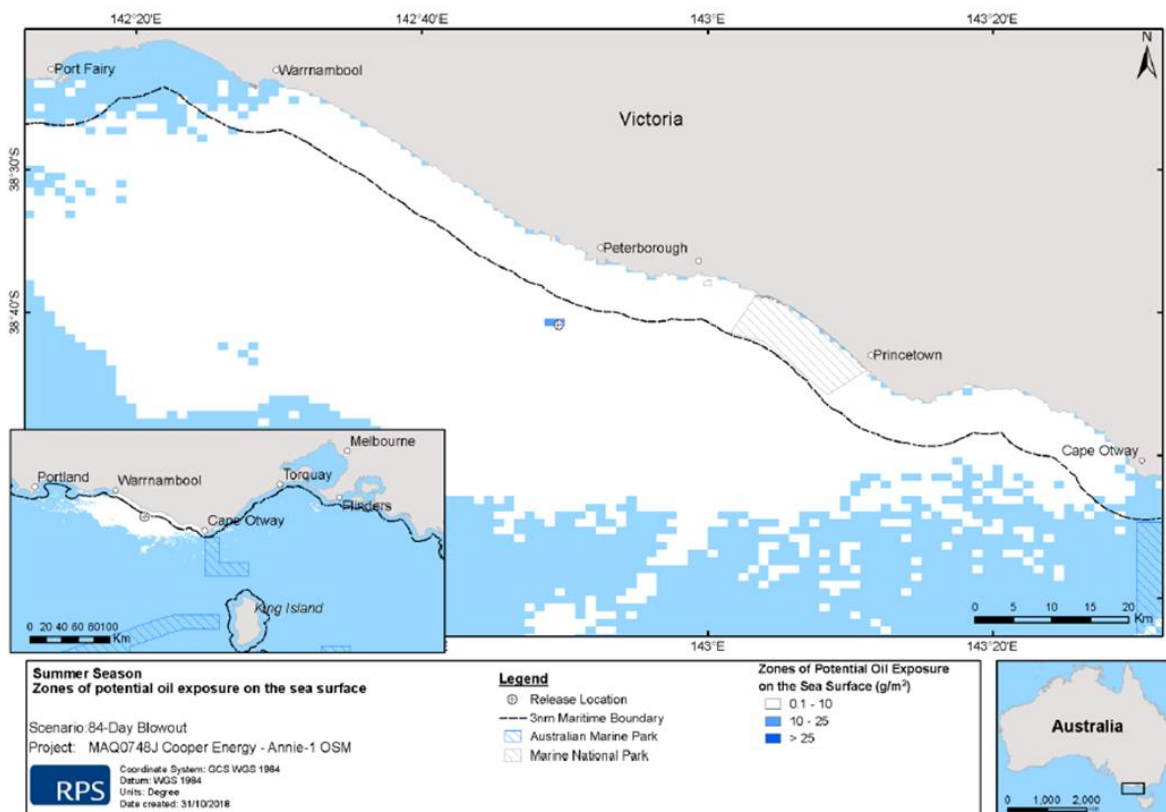 142°20'E 142°40'E 143°E 143°20'E
N
Port Fairy
Warrnambool
Victoria
38°30'S
Peterborough
38°40'S
Princetown
Cape Otway
Melbourne
Portland
Warrnambool
Torquay
Flinders
Cape Otway
King Island
0 20 40 60 80100
Km
0 5 10 15 20
Km
143°E 143°20'E
Summer Season
Zones of potential oil exposure on the sea surface
Scenario:84-Day Blowout
Project: MAQ0748J Cooper Energy - Annie-1 OSM
RPS
Coordinate System: GCS WGS 1984
Datum: WGS 1984
Units: Degree
Date created: 31/10/2018
Legend
Release Location
3nm Maritime Boundary
Australian Marine Park
Marine National Park
Zones of Potential Oil Exposure
on the Sea Surface (g/m²)
0.1 - 10
10 - 25
> 25
Australia
0 1,000 2,000
Km